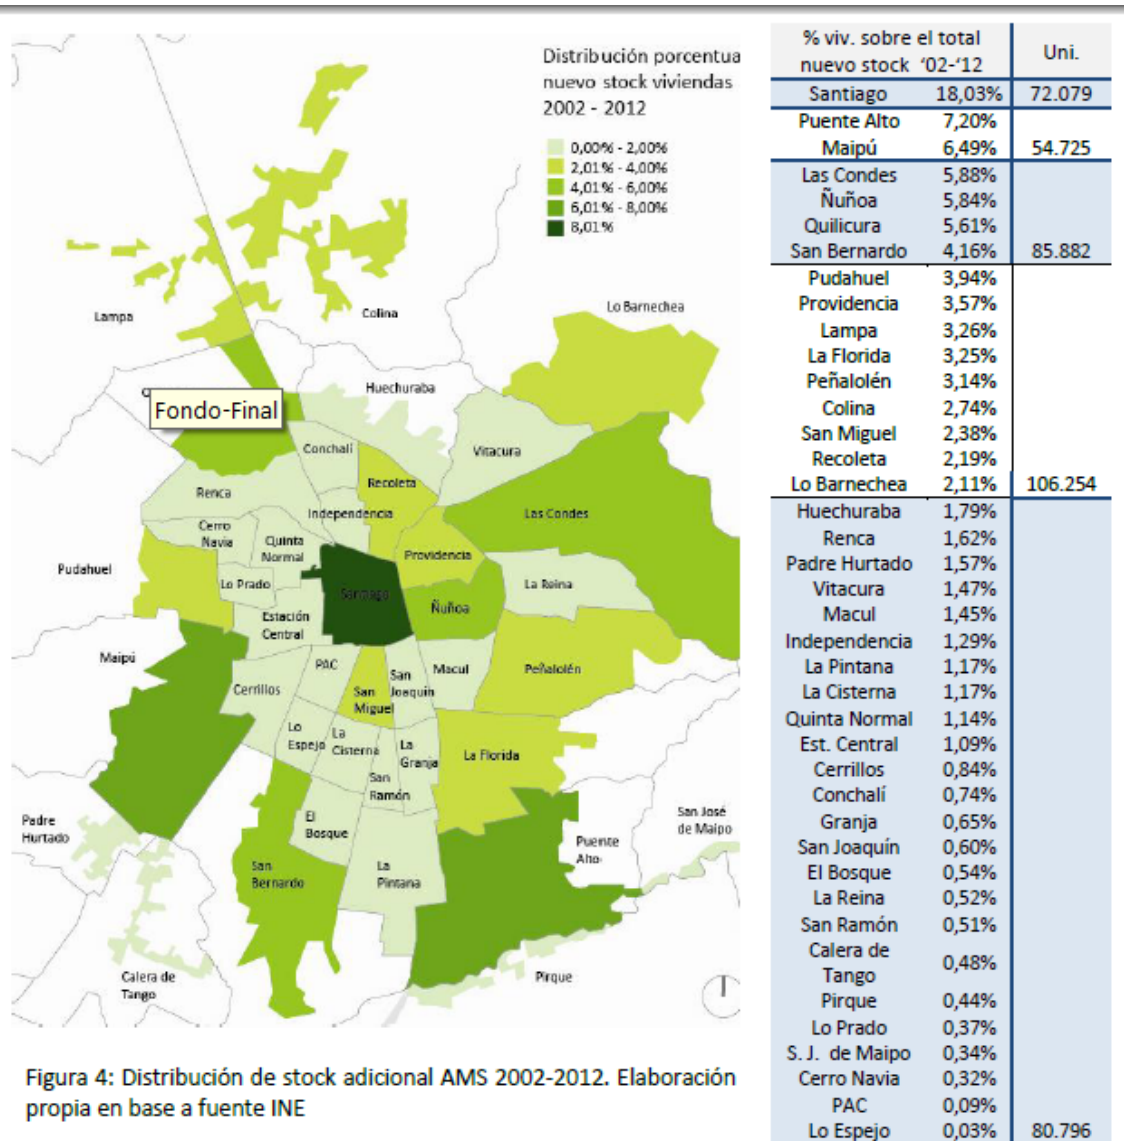 Distribución porcentua
nuevo stock viviendas
2002 - 2012
0,00% - 2,00%
2,01% - 4,00%
4,01% - 6,00%
6,01% - 8,00%
8,01%
Lampa
Colina
Lo Barnechea
Huechuraba
Fondo-Final
Conchalí
Vitacura
Renca
Recoleta
Independencia
Las Condes
Cerro
Navia
Quinta
Normal
Providencia
Pudahuel
Lo Prado
Santiago
La Reina
Ñuñoa
Estación
Central
Maipú
PAC
Macul
Peñalolén
Cerrillos
San
Joaquín
San
Miguel
Lo
Espejo
La
Cisterna
La
Granja
La Florida
San
Ramón
El
Bosque
Padre
Hurtado
San José
de Maipo
Puente
Alto
San
Bernardo
La
Pintana
Calera de
Tango
Pirque
Figura 4: Distribución de stock adicional AMS 2002-2012. Elaboración
propia en base a fuente INE
% viv. sobre el total
nuevo stock '02-'12
Uni.
Santiago 18,03% 72.079
Puente Alto 7,20%
Maipú 6,49% 54.725
Las Condes 5,88%
Ñuñoa 5,84%
Quilicura 5,61%
San Bernardo 4,16% 85.882
Pudahuel 3,94%
Providencia 3,57%
Lampa 3,26%
La Florida 3,25%
Peñalolén 3,14%
Colina 2,74%
San Miguel 2,38%
Recoleta 2,19%
Lo Barnechea 2,11% 106.254
Huechuraba 1,79%
Renca 1,62%
Padre Hurtado 1,57%
Vitacura 1,47%
Macul 1,45%
Independencia 1,29%
La Pintana 1,17%
La Cisterna 1,17%
Quinta Normal 1,14%
Est. Central 1,09%
Cerrillos 0,84%
Conchalí 0,74%
Granja 0,65%
San Joaquín 0,60%
El Bosque 0,54%
La Reina 0,52%
San Ramón 0,51%
Calera de
Tango 0,48%
Pirque 0,44%
Lo Prado 0,37%
S. J. de Maipo 0,34%
Cerro Navia 0,32%
PAC 0,09%
Lo Espejo 0,03% 80.796